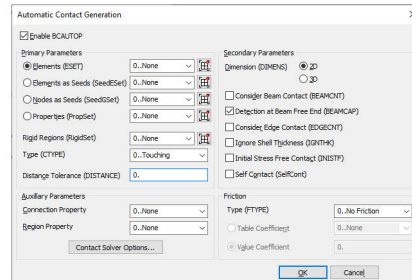 Automatic Contact Generation
Enable BCAUTOP
Primary Parameters
Elements (ESET) 0..None
Elements as Seeds (SeedESet) 0..None
Nodes as Seeds (SeedGSet) 0..None
Properties (PropSet) 0..None
Rigid Regions (RigidSet) 0..None
Type (CTYPE) 0..Touching
Distance Tolerance (DISTANCE) 0.
Secondary Parameters
Dimension (DIMENS) 2D
3D
Consider Beam Contact (BEAMCNT)
Detection at Beam Free End (BEAMCAP)
Consider Edge Contact (EDGECNT)
Ignore Shell Thickness (IGNTHK)
Initial Stress Free Contact (INISTF)
Self Contact (SelfCont)
Auxiliary Parameters
Connection Property 0..None
Region Property 0..None
Contact Solver Options...
Friction
Type (FTYPE) 0..No Friction
Table Coefficient 0..None
Value Coefficient 0.
OK Cancel